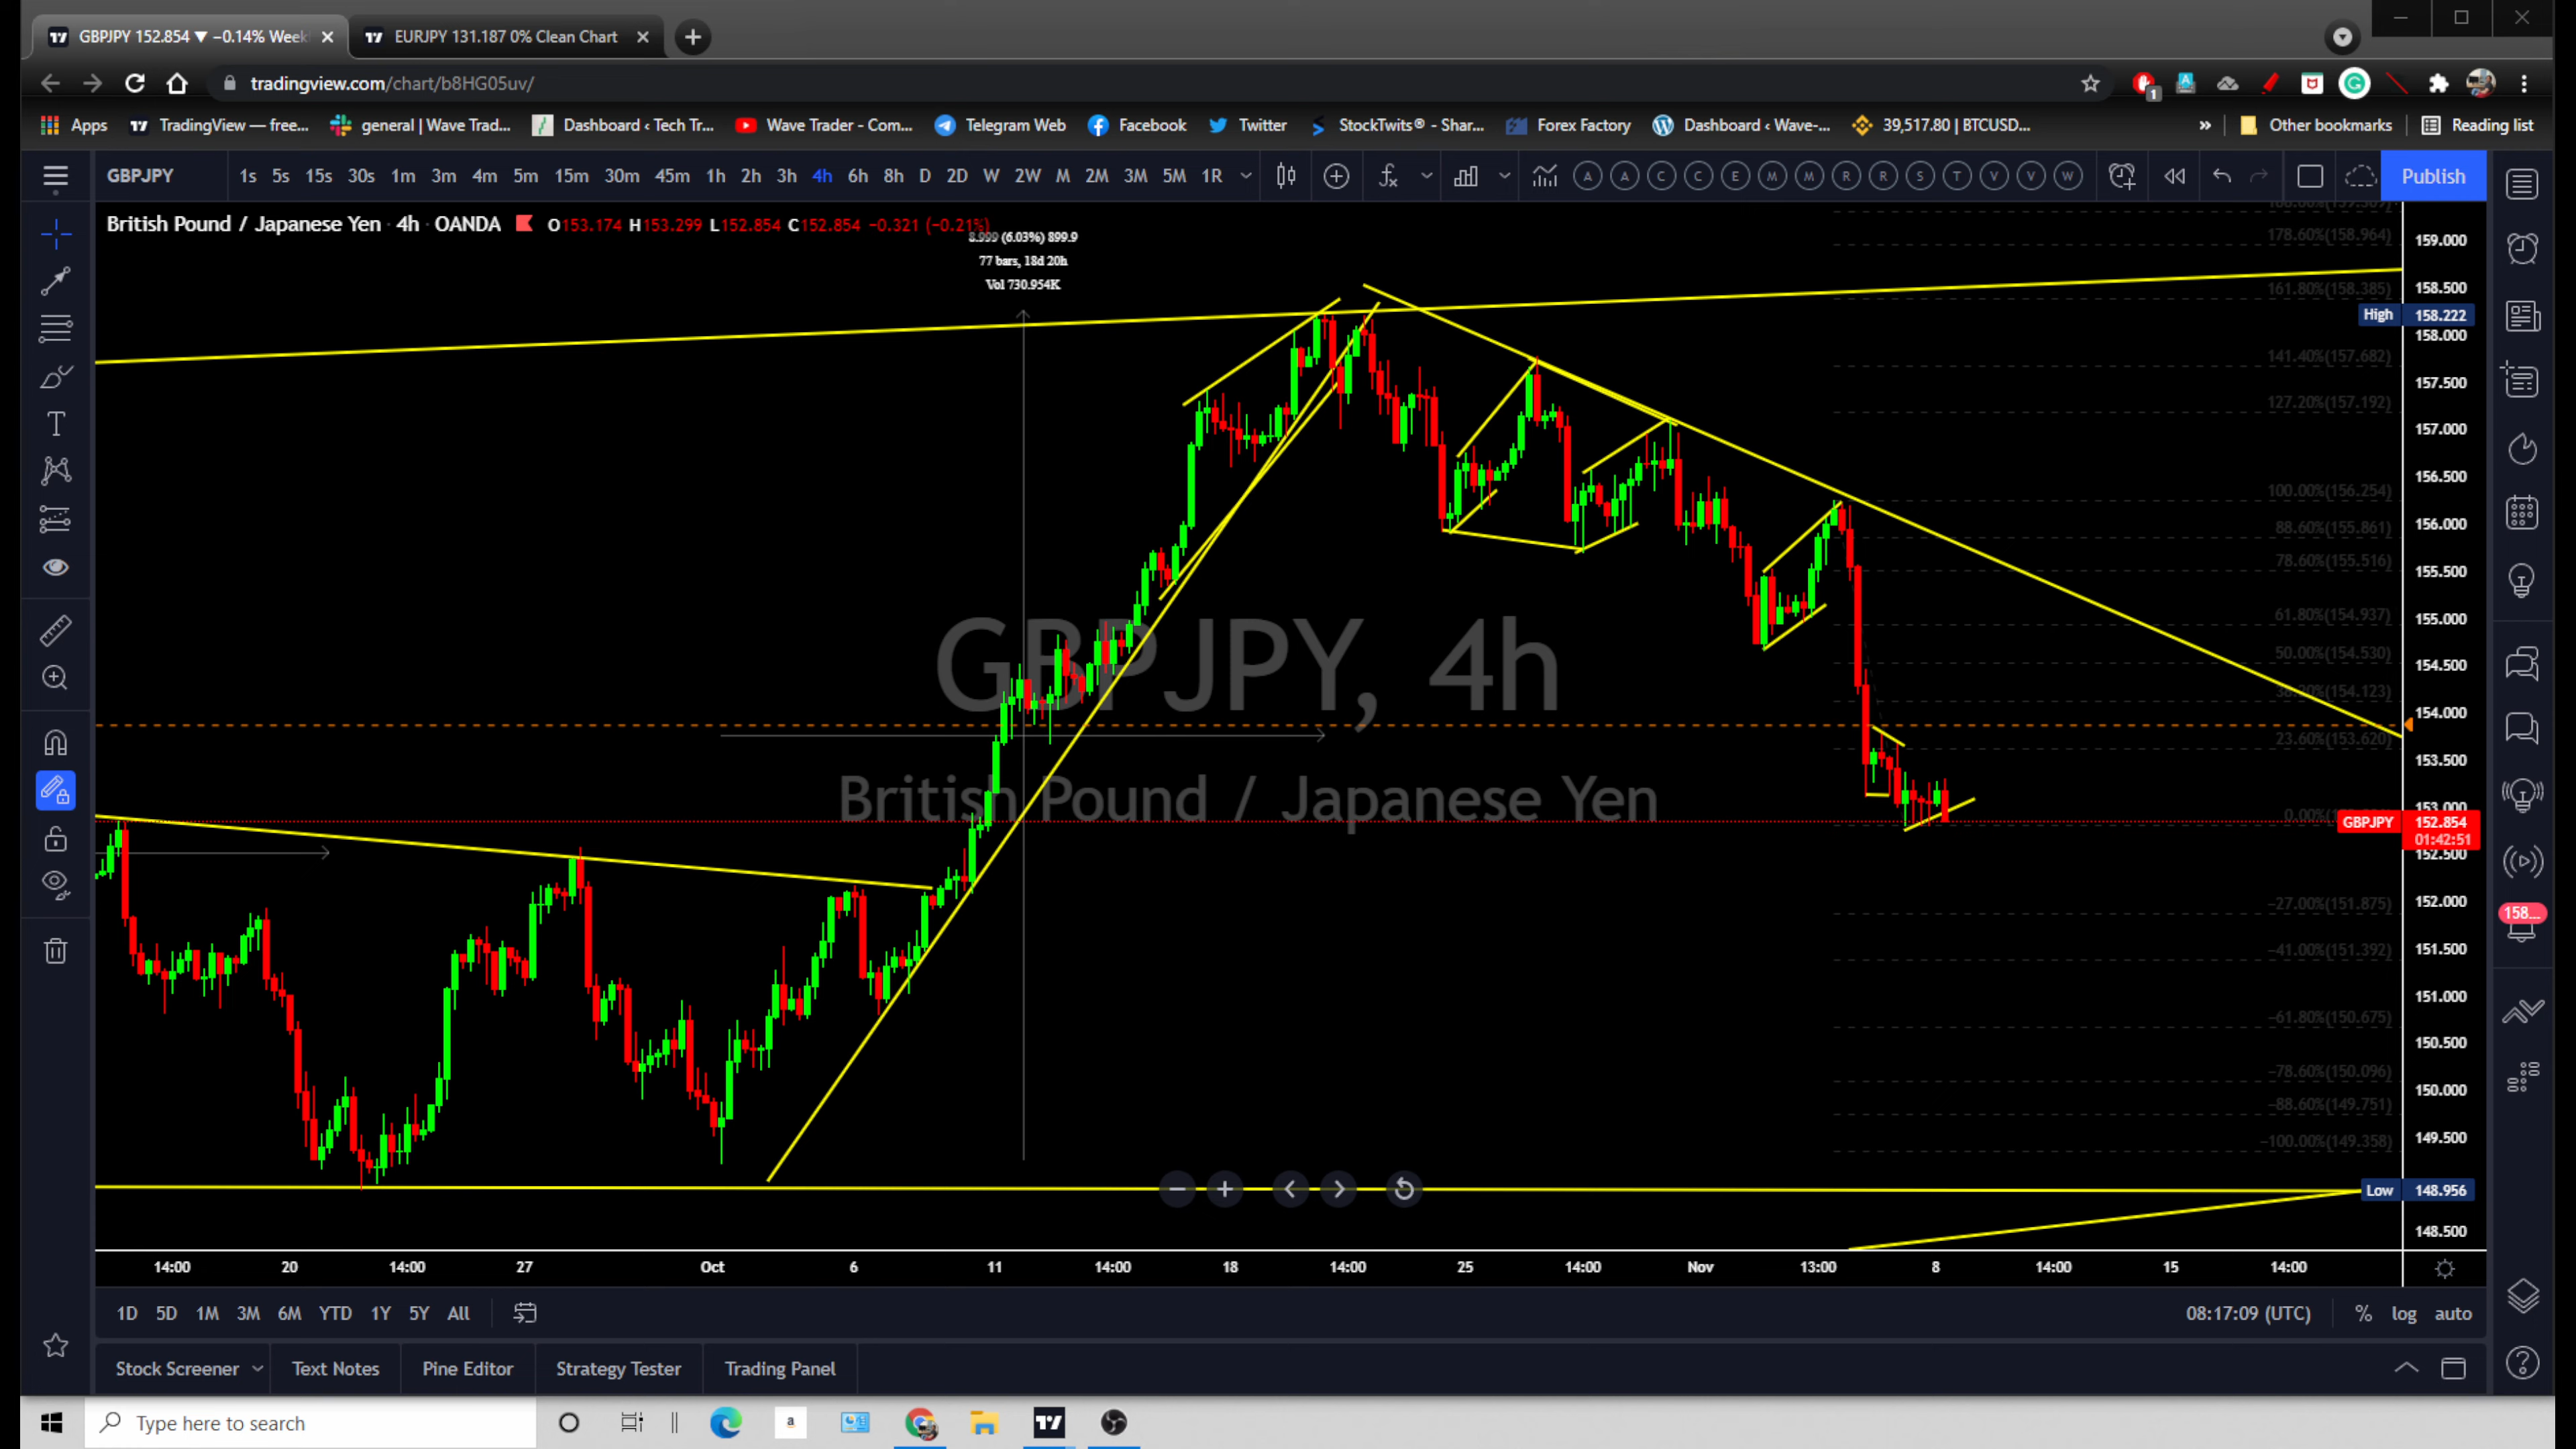 GBPJPY 152.854 ▼ −0.14% Week
EURJPY 131.187 0% Clean Chart
tradingview.com/chart/b8HG05uv/
1
Apps TradingView — free... general | Wave Trad... Dashboard ‹ Tech Tr... Wave Trader - Com... Telegram Web Facebook Twitter StockTwits® - Shar... Forex Factory Dashboard ‹ Wave-... 39,517.80 | BTCUSD... » Other bookmarks Reading list
GBPJPY 1s 5s 15s 30s 1m 3m 4m 5m 15m 30m 45m 1h 2h 3h 4h 6h 8h D 2D W 2W M 2M 3M 5M 1R A A C C E M M R R S T V V W Publish
British Pound / Japanese Yen · 4h · OANDA O153.174 H153.299 L152.854 C152.854 −0.321 (−0.21%)
8.999 (6.03%) 899.9
77 bars, 18d 20h
Vol 730.954K
178.60%(158.964)
161.80%(158.385)
141.40%(157.682)
127.20%(157.192)
100.00%(156.254)
88.60%(155.861)
78.60%(155.516)
61.80%(154.937)
50.00%(154.530)
38.20%(154.123)
23.60%(153.620)
−27.00%(151.875)
−41.00%(151.392)
−61.80%(150.675)
−78.60%(150.096)
−88.60%(149.751)
−100.00%(149.358)
159.000
158.500
High 158.222
158.000
157.500
157.000
156.500
156.000
155.500
155.000
154.500
154.000
153.500
153.000
GBPJPY 152.854
01:42:51
152.500
152.000
151.500
151.000
150.500
150.000
149.500
Low 148.956
148.500
158...
GBPJPY, 4h
British Pound / Japanese Yen
14:00 20 14:00 27 Oct 6 11 14:00 18 14:00 25 14:00 Nov 13:00 8 14:00 15 14:00
1D 5D 1M 3M 6M YTD 1Y 5Y All 08:17:09 (UTC) % log auto
Stock Screener Text Notes Pine Editor Strategy Tester Trading Panel
Type here to search